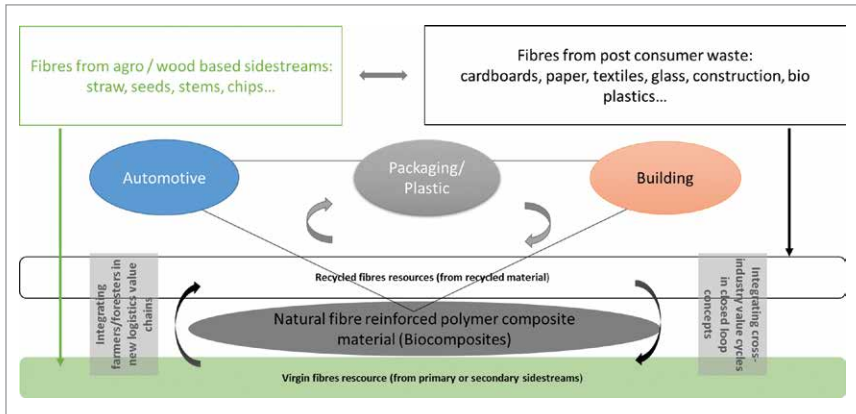 Fibres from agro / wood based sidestreams:
straw, seeds, stems, chips...
Fibres from post consumer waste:
cardboards, paper, textiles, glass, construction, bio
plastics...
Automotive
Packaging/
Plastic
Building
Recycled fibres resources (from recycled material)
Integrating
farmers/foresters in
new logistics value
chains
Integrating cross-
industry value cycles
in closed loop
concepts
Natural fibre reinforced polymer composite
material (Biocomposites)
Virgin fibres rescource (from primary or secondary sidestreams)